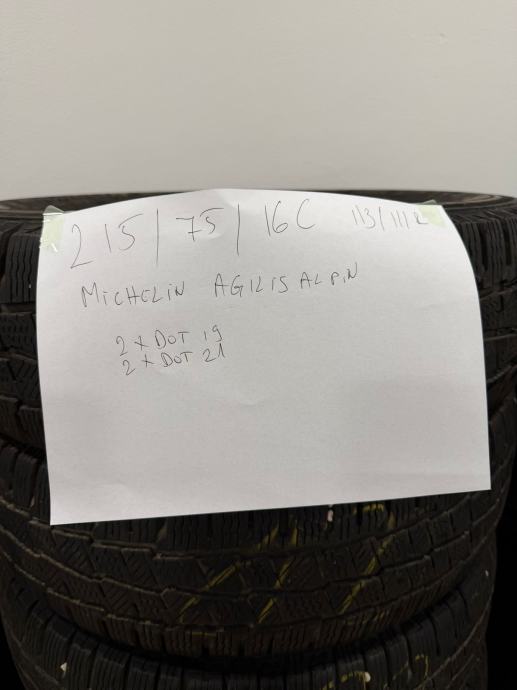 215/75/16C 113/111R
MICHELIN AGILIS ALPIN
2 x DOT 19
2 x DOT 21